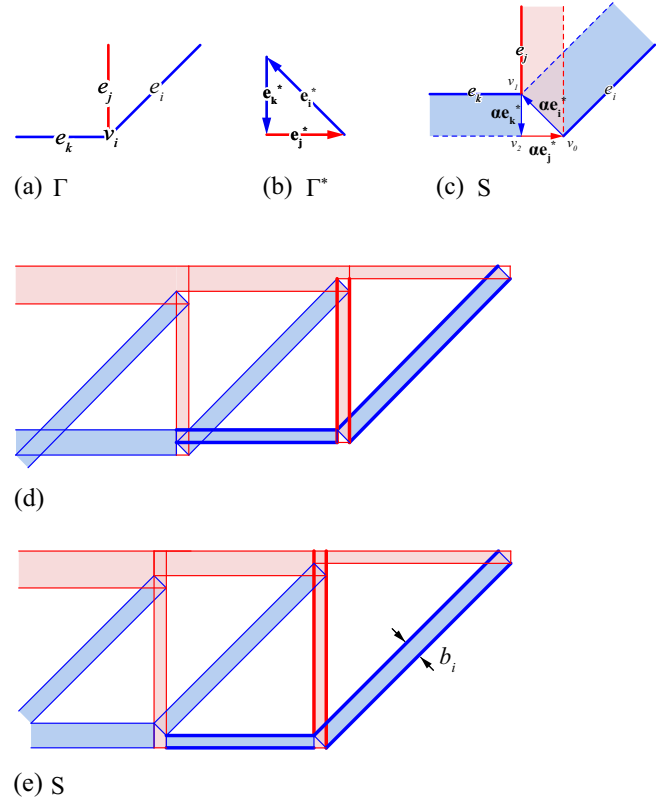 e_j e_i
e_k v_i
(a) Γ
e_k* e_i*
e_j*
(b) Γ*
e_j
e_k v_1 e_i
αe_k* αe_i*
v_2 v_0
αe_j*
(c) S
(d)
b_i
(e) S